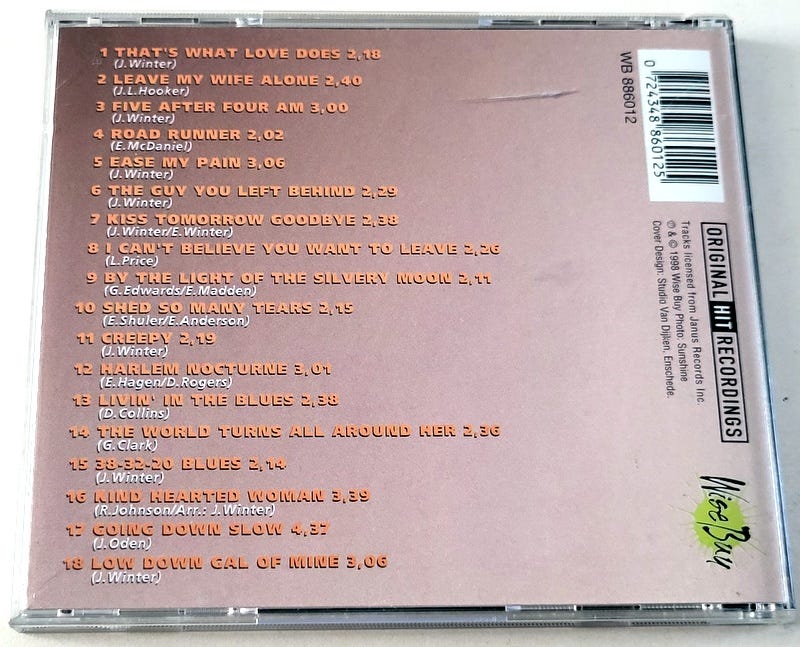 1 THAT'S WHAT LOVE DOES 2,18
(J.Winter)
2 LEAVE MY WIFE ALONE 2,40
(J.L.Hooker)
3 FIVE AFTER FOUR AM 3,00
(J.Winter)
4 ROAD RUNNER 2,02
(E.McDaniel)
5 EASE MY PAIN 3,06
(J.Winter)
6 THE GUY YOU LEFT BEHIND 2,29
(J.Winter)
7 KISS TOMORROW GOODBYE 2,38
(J.Winter/E.Winter)
8 I CAN'T BELIEVE YOU WANT TO LEAVE 2,26
(L.Price)
9 BY THE LIGHT OF THE SILVERY MOON 2,11
(G.Edwards/E.Madden)
10 SHED SO MANY TEARS 2,15
(E.Shuler/E.Anderson)
11 CREEPY 2,19
(J.Winter)
12 HARLEM NOCTURNE 3,01
(E.Hagen/D.Rogers)
13 LIVIN' IN THE BLUES 2,38
(D.Collins)
14 THE WORLD TURNS ALL AROUND HER 2,36
(G.Clark)
15 38-32-20 BLUES 2,14
(J.Winter)
16 KIND HEARTED WOMAN 3,39
(R.Johnson/Arr.: J.Winter)
17 GOING DOWN SLOW 4,37
(J.Oden)
18 LOW DOWN GAL OF MINE 3,06
(J.Winter)
WB 886012
0 724348 860125
ORIGINAL HIT RECORDINGS
Tracks licensed from Janus Records Inc.
℗ & © 1998 Wise Buy Photo: Sunshine
Cover Design: Studio Van Dijken, Enschede.
Wise Buy